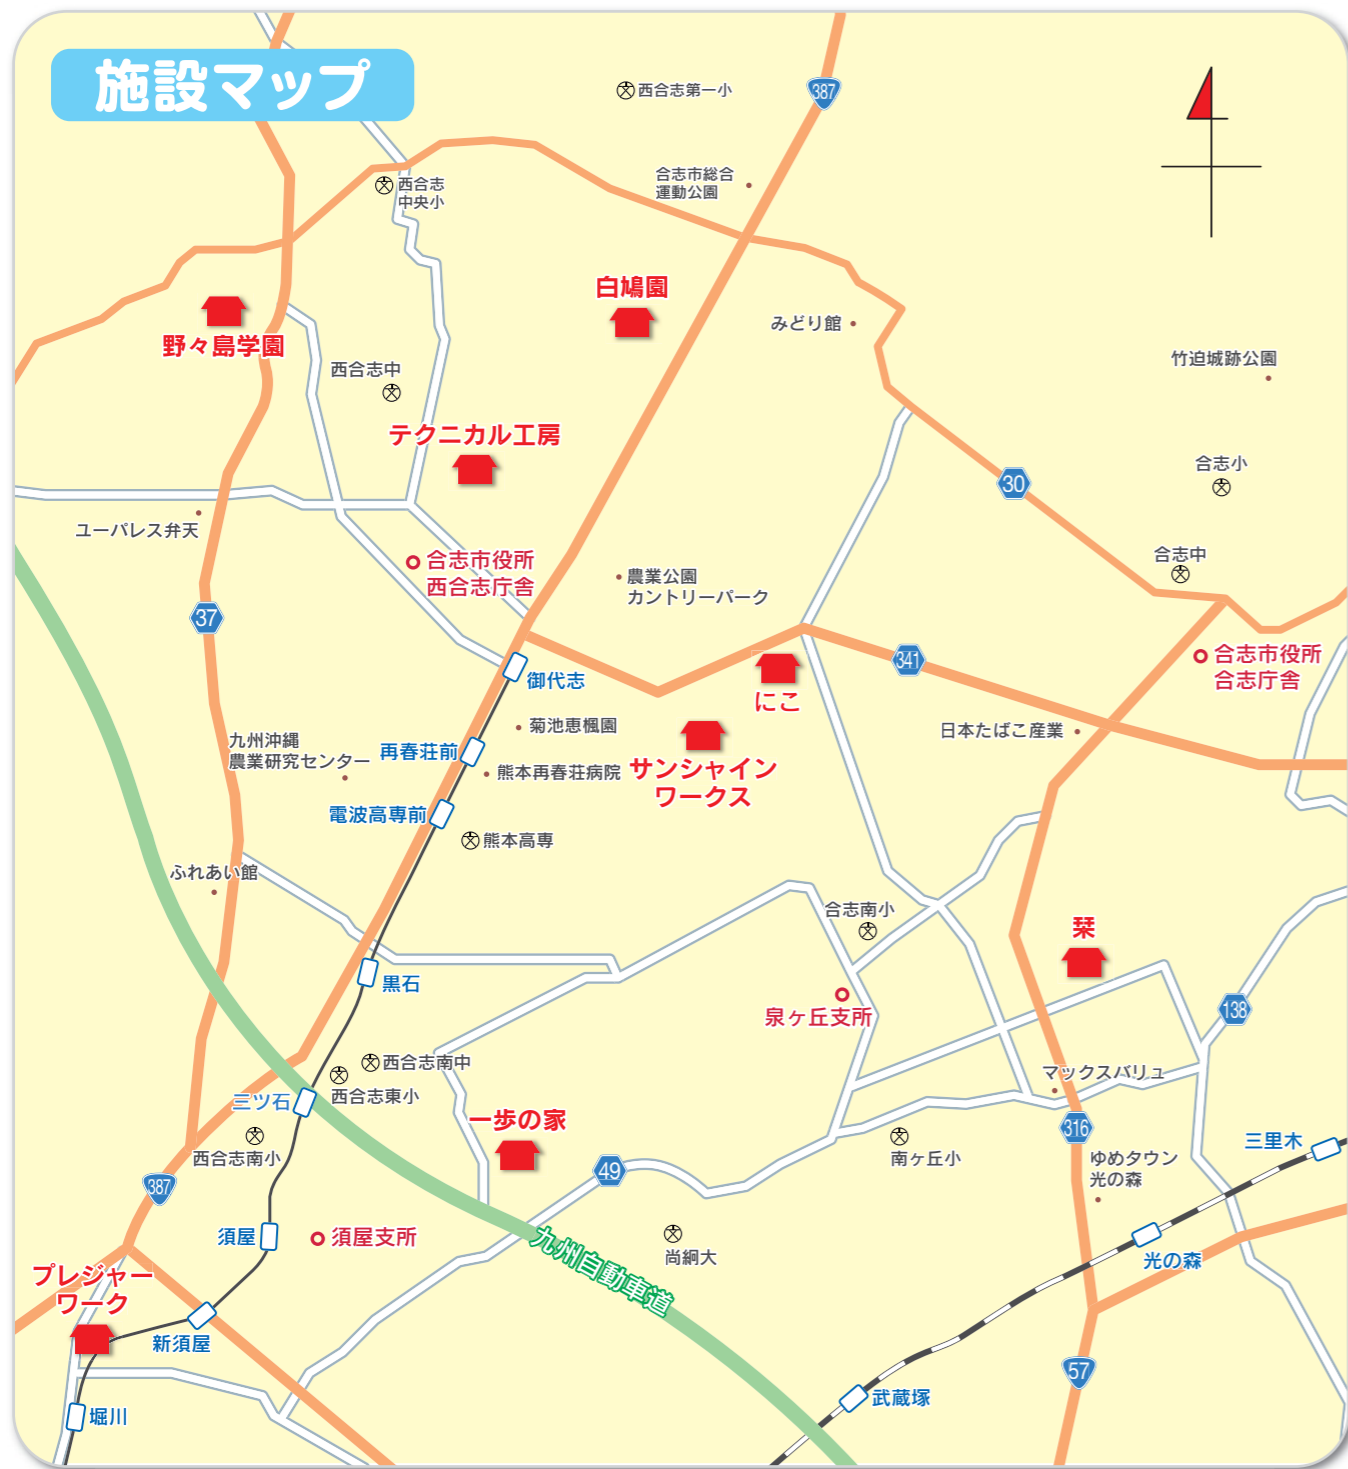 施設マップ
西合志第一小
387
合志市総合
運動公園
西合志
中央小
白鳩園
みどり館
野々島学園
西合志中
竹迫城跡公園
テクニカル工房
合志小
30
ユーパレス弁天
合志市役所
西合志庁舎
農業公園
カントリーパーク
合志中
37
341
合志市役所
合志庁舎
御代志
にこ
菊池恵楓園
日本たばこ産業
九州沖縄
農業研究センター
再春荘前
熊本再春荘病院
サンシャイン
ワークス
電波高専前
熊本高専
ふれあい館
合志南小
栞
黒石
泉ヶ丘支所
138
西合志南中
マックスバリュ
西合志東小
三ツ石
一歩の家
316
西合志南小
南ヶ丘小
三里木
49
ゆめタウン
光の森
387
須屋
須屋支所
尚絅大
九州自動車道
光の森
プレジャー
ワーク
新須屋
57
武蔵塚
堀川